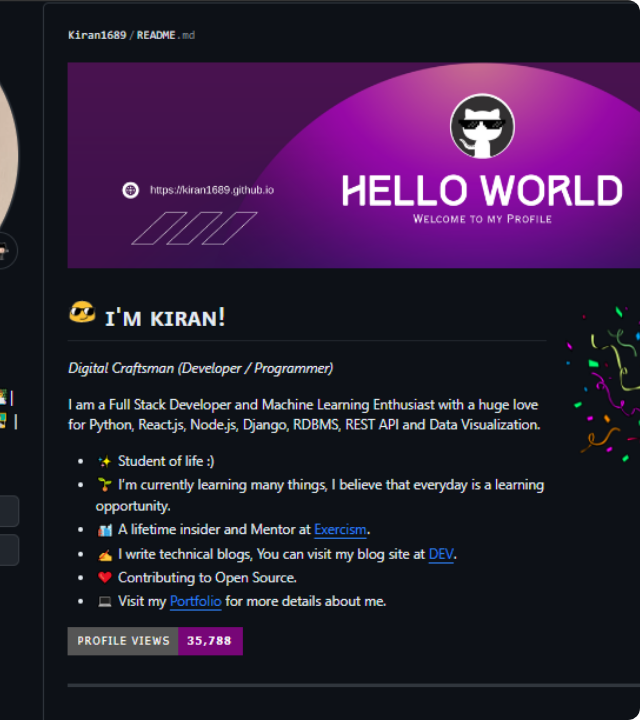 Kiran1689 / README.md
https://kiran1689.github.io
HELLO WORLD
WELCOME TO MY PROFILE
I'M KIRAN!
Digital Craftsman (Developer / Programmer)
I am a Full Stack Developer and Machine Learning Enthusiast with a huge love
for Python, React.js, Node.js, Django, RDBMS, REST API and Data Visualization.
Student of life :)
I'm currently learning many things, I believe that everyday is a learning
opportunity.
A lifetime insider and Mentor at Exercism.
I write technical blogs, You can visit my blog site at DEV.
Contributing to Open Source.
Visit my Portfolio for more details about me.
PROFILE VIEWS 35,788